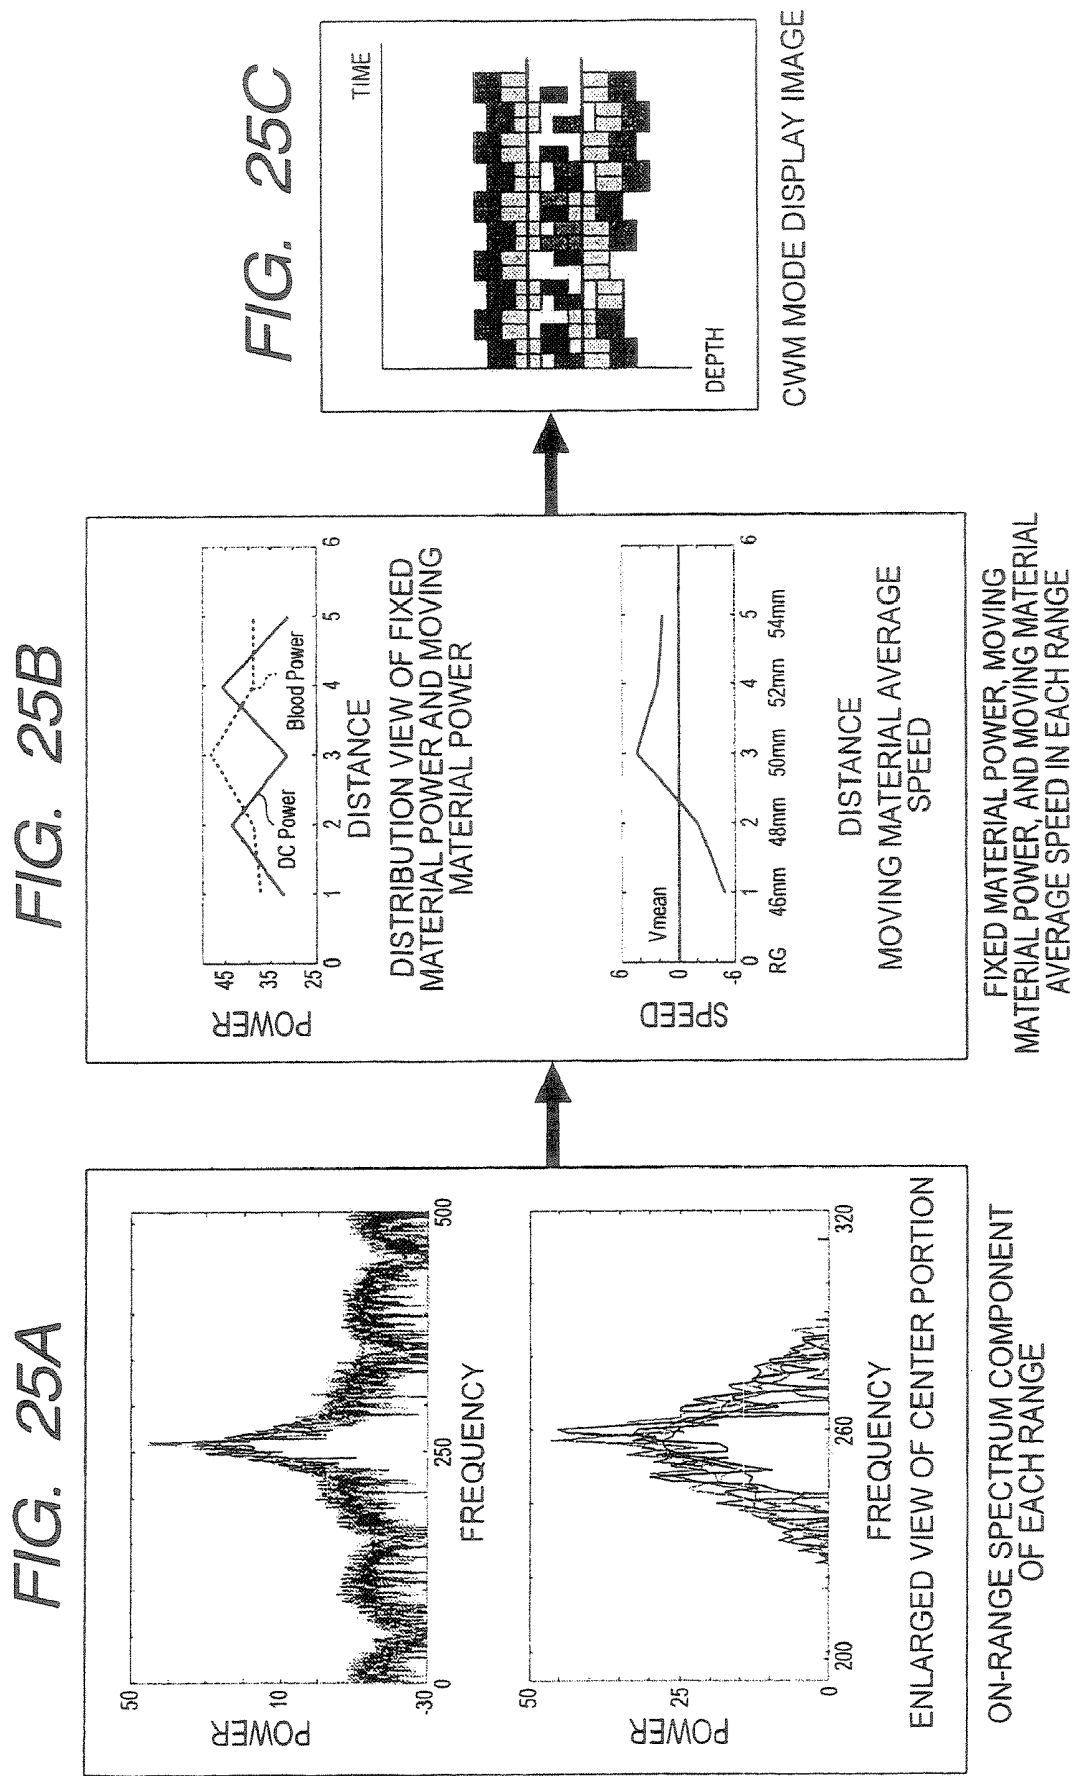 FIG. 25A
50
10
-30
POWER
0
250
500
FREQUENCY
50
25
0
POWER
200
260
320
FREQUENCY
ENLARGED VIEW OF CENTER PORTION
ON-RANGE SPECTRUM COMPONENT
OF EACH RANGE
FIG. 25B
45
35
25
POWER
DC Power
Blood Power
0
1
2
3
4
5
6
DISTANCE
DISTRIBUTION VIEW OF FIXED
MATERIAL POWER AND MOVING
MATERIAL POWER
6
0
-6
SPEED
Vmean
0
1
2
3
4
5
6
RG 46mm 48mm 50mm 52mm 54mm
DISTANCE
MOVING MATERIAL AVERAGE
SPEED
FIXED MATERIAL POWER, MOVING
MATERIAL POWER, AND MOVING MATERIAL
AVERAGE SPEED IN EACH RANGE
FIG. 25C
TIME
DEPTH
CWM MODE DISPLAY IMAGE